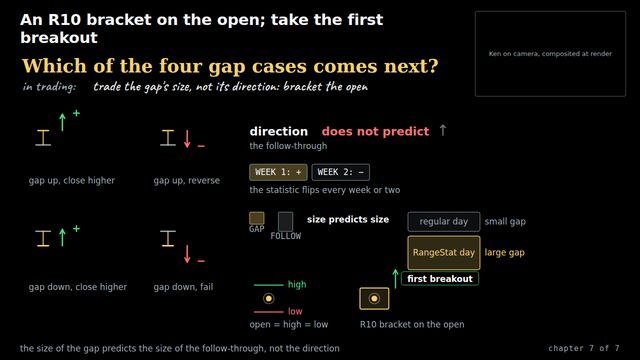 An R10 bracket on the open; take the first
breakout
Ken on camera, composited at render
Which of the four gap cases comes next?
in trading: trade the gap's size, not its direction: bracket the open
+
−
gap up, close higher
gap up, reverse
direction does not predict ↑
the follow-through
WEEK 1: + WEEK 2: −
the statistic flips every week or two
GAP
FOLLOW
size predicts size
regular day small gap
RangeStat day large gap
first breakout
+
−
gap down, close higher
gap down, fail
high
low
open = high = low
R10 bracket on the open
the size of the gap predicts the size of the follow-through, not the direction
chapter 7 of 7